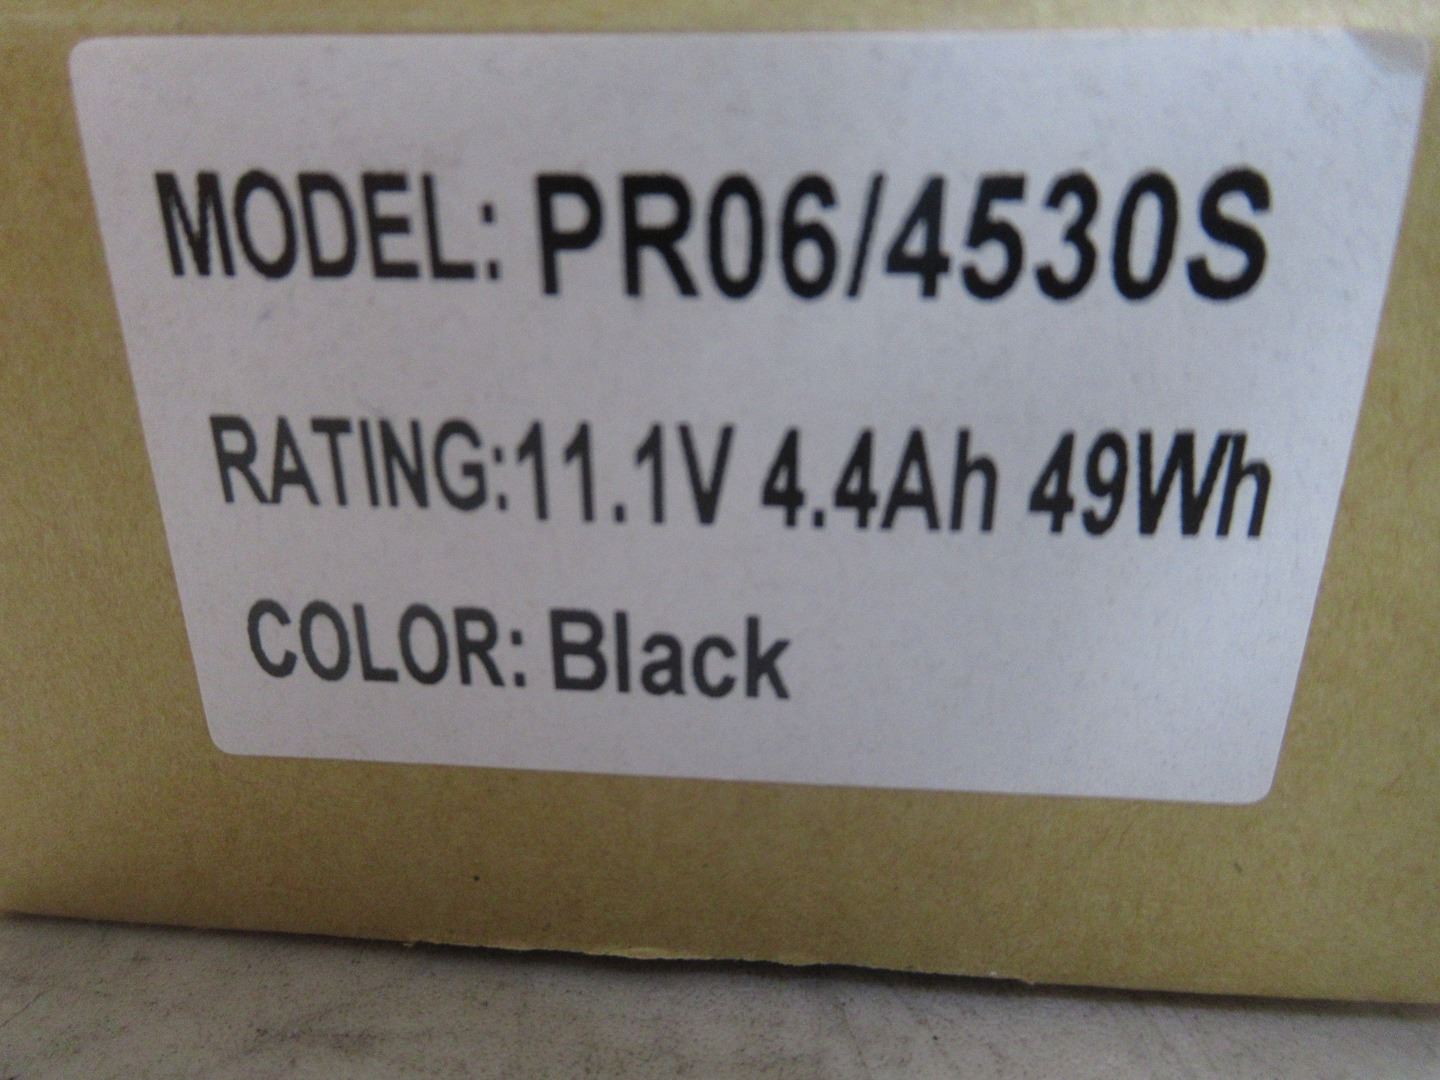 MODEL: PR06/4530S
RATING:11.1V 4.4Ah 49Wh
COLOR: Black